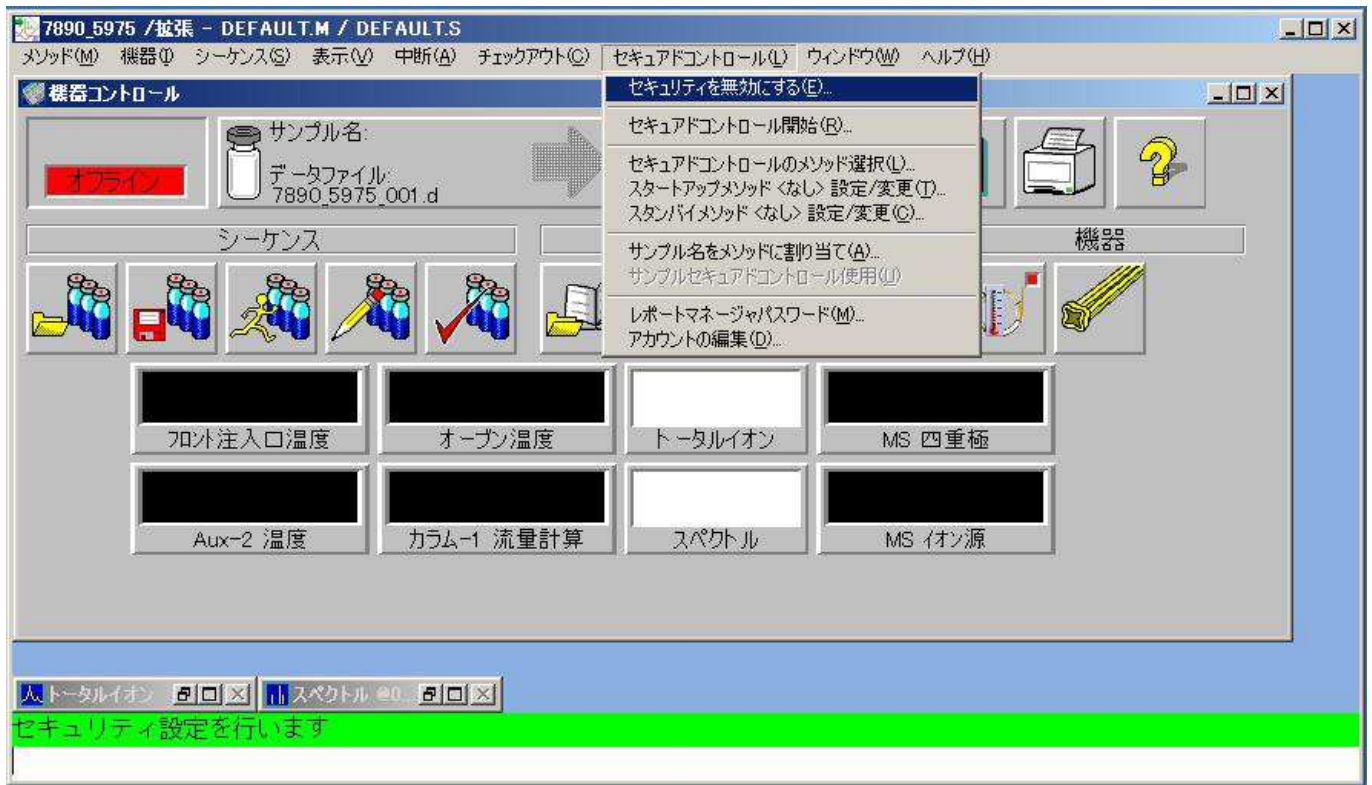 7890_5975 /拡張 - DEFAULT.M / DEFAULT.S
メソッド(M) 機器(I) シーケンス(S) 表示(V) 中断(A) チェックアウト(C) セキュアドコントロール(L) ウィンドウ(W) ヘルプ(H)
機器コントロール
セキュリティを無効にする(E)...
セキュアドコントロール開始(R)...
セキュアドコントロールのメソッド選択(L)...
スタートアップメソッド <なし> 設定/変更(T)...
スタンバイメソッド <なし> 設定/変更(C)...
サンプル名をメソッドに割り当て(A)...
サンプルセキュアドコントロール使用(U)
レポートマネージャパスワード(M)...
アカウントの編集(D)...
オフライン
サンプル名:
データファイル:
7890_5975_001.d
シーケンス
機器
フロント注入口温度
オーブン温度
トータルイオン
MS 四重極
Aux-2 温度
カラム-1 流量計算
スペクトル
MS イオン源
トータルイオン
スペクトル @0...
セキュリティ設定を行います